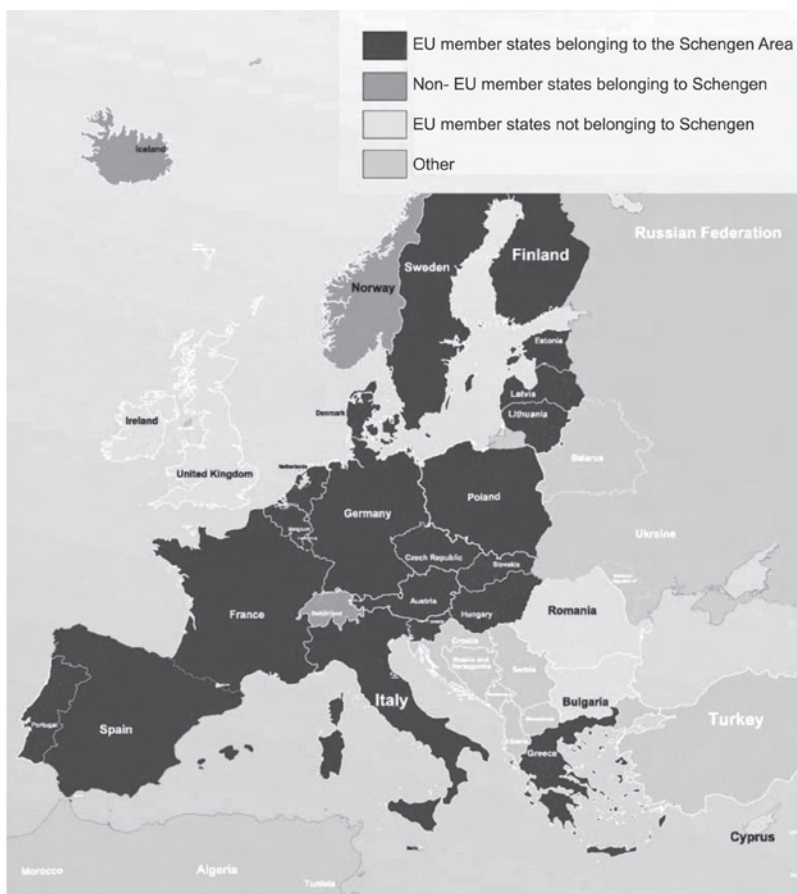 EU member states belonging to the Schengen Area
Non- EU member states belonging to Schengen
EU member states not belonging to Schengen
Other
Iceland
Russian Federation
Finland
Sweden
Norway
Estonia
Latvia
Lithuania
Denmark
Ireland
United Kingdom
Netherlands
Belarus
Poland
Germany
Belgium
Ukraine
Czech Republic
Slovakia
Austria
Hungary
France
Romania
Croatia
Bosnia and
Herzegovina
Serbia
Italy
Bulgaria
Portugal
Spain
Turkey
Greece
Cyprus
Morocco
Algeria
Tunisia